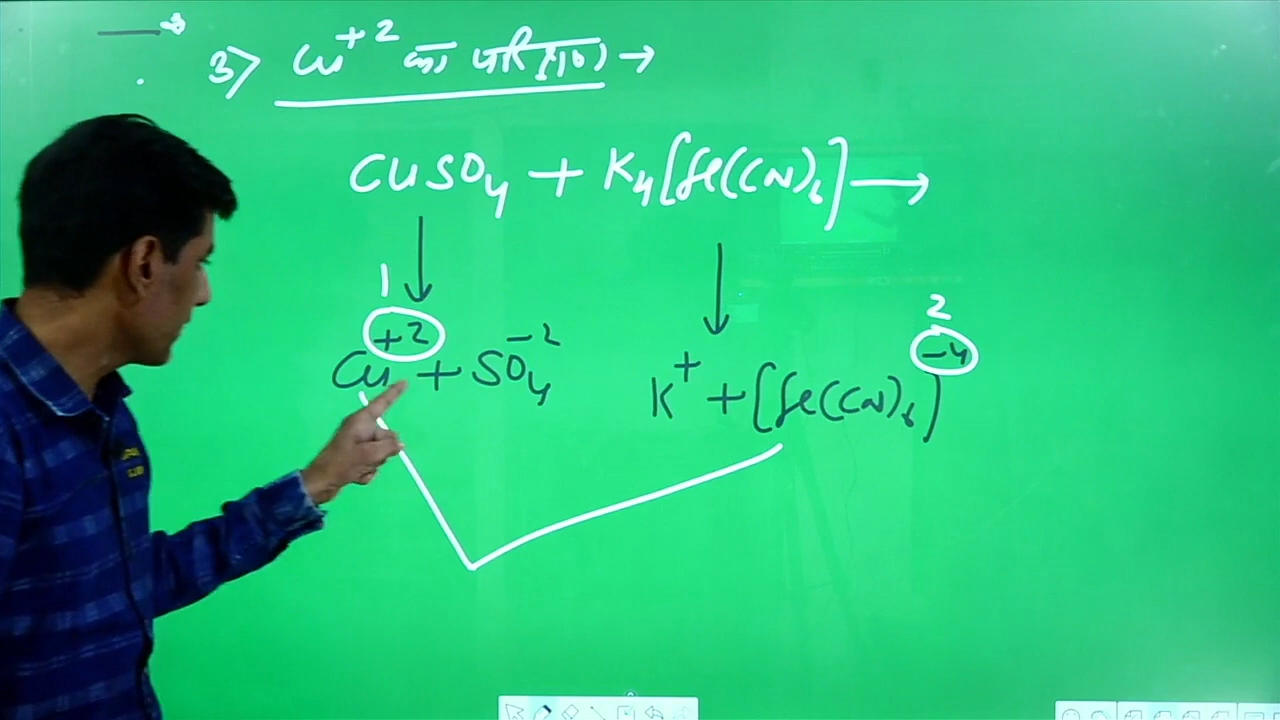 3> Cu+2 का परीक्षण →
CuSO4 + K4[Fe(CN)6] →
1
2
Cu+2 + SO4-2
K+ + [Fe(CN)6]-4